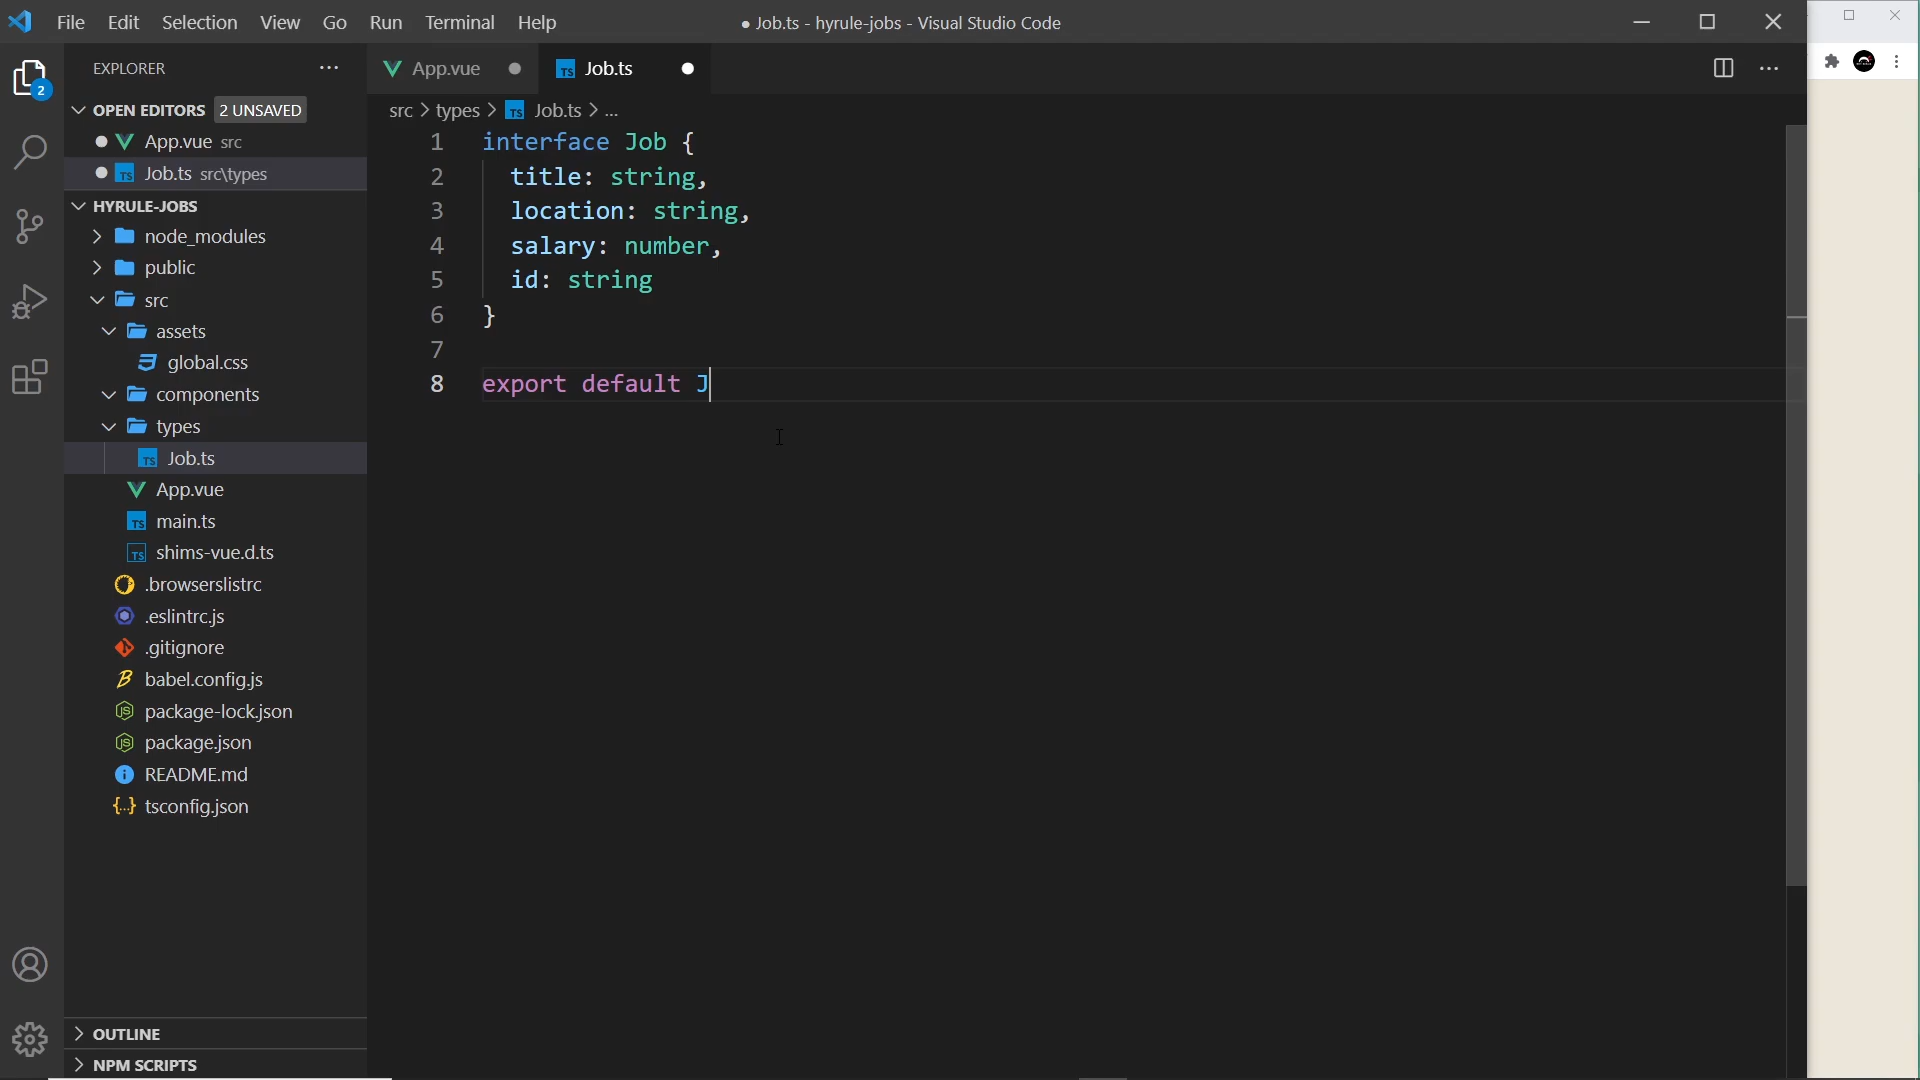 File Edit Selection View Go Run Terminal Help
● Job.ts - hyrule-jobs - Visual Studio Code
2
EXPLORER
OPEN EDITORS 2 UNSAVED
App.vue src
Job.ts src\types
HYRULE-JOBS
node_modules
public
src
assets
global.css
components
types
Job.ts
App.vue
main.ts
shims-vue.d.ts
.browserslistrc
.eslintrc.js
.gitignore
babel.config.js
package-lock.json
package.json
README.md
tsconfig.json
OUTLINE
NPM SCRIPTS
App.vue
TS Job.ts
src > types > TS Job.ts > ...
1 interface Job {
2 title: string,
3 location: string,
4 salary: number,
5 id: string
6 }
7
8 export default J